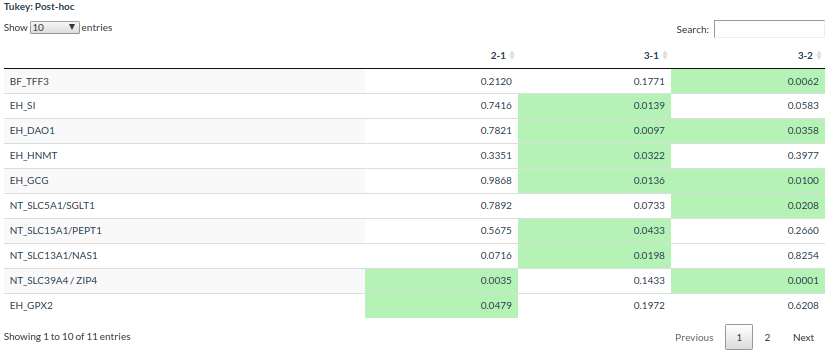 Tukey: Post-hoc
Show 10 entries Search:
2-1 3-1 3-2
BF_TFF3 0.2120 0.1771 0.0062
EH_SI 0.7416 0.0139 0.0583
EH_DAO1 0.7821 0.0097 0.0358
EH_HNMT 0.3351 0.0322 0.3977
EH_GCG 0.9868 0.0136 0.0100
NT_SLC5A1/SGLT1 0.7892 0.0733 0.0208
NT_SLC15A1/PEPT1 0.5675 0.0433 0.2660
NT_SLC13A1/NAS1 0.0716 0.0198 0.8254
NT_SLC39A4 / ZIP4 0.0035 0.1433 0.0001
EH_GPX2 0.0479 0.1972 0.6208
Showing 1 to 10 of 11 entries Previous 1 2 Next